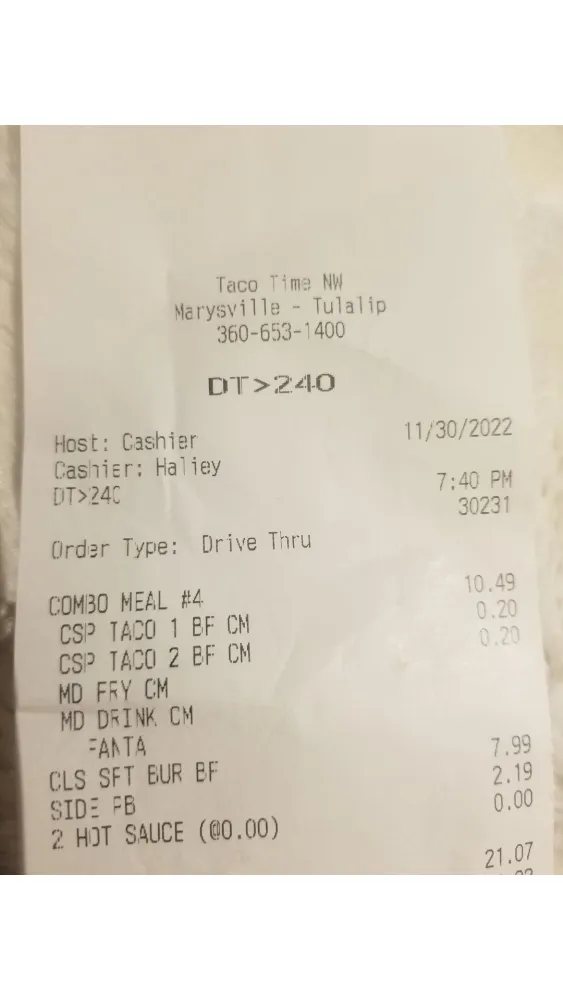 Taco Time NW
Marysville - Tulalip
360-653-1400
DT>240
Host: Cashier 11/30/2022
Cashier: Haliey 7:40 PM
DT>240 30231
Order Type: Drive Thru
COMBO MEAL #4 10.49
CSP TACO 1 BF CM 0.20
CSP TACO 2 BF CM 0.20
MD FRY CM
MD DRINK CM
FANTA
CLS SFT BUR BF 7.99
SIDE PB 2.19
2 HOT SAUCE (@0.00) 0.00
21.07